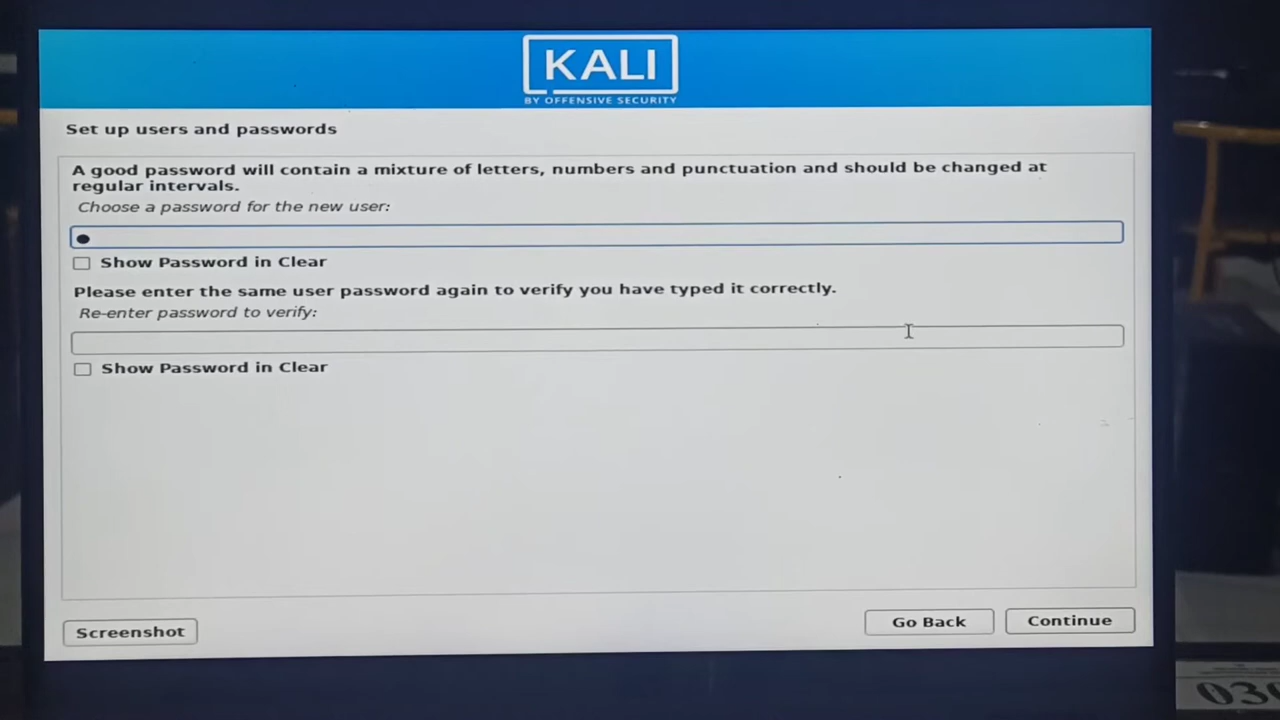 KALI
BY OFFENSIVE SECURITY
Set up users and passwords
A good password will contain a mixture of letters, numbers and punctuation and should be changed at
regular intervals.
Choose a password for the new user:
Show Password in Clear
Please enter the same user password again to verify you have typed it correctly.
Re-enter password to verify:
Show Password in Clear
Screenshot
Go Back
Continue